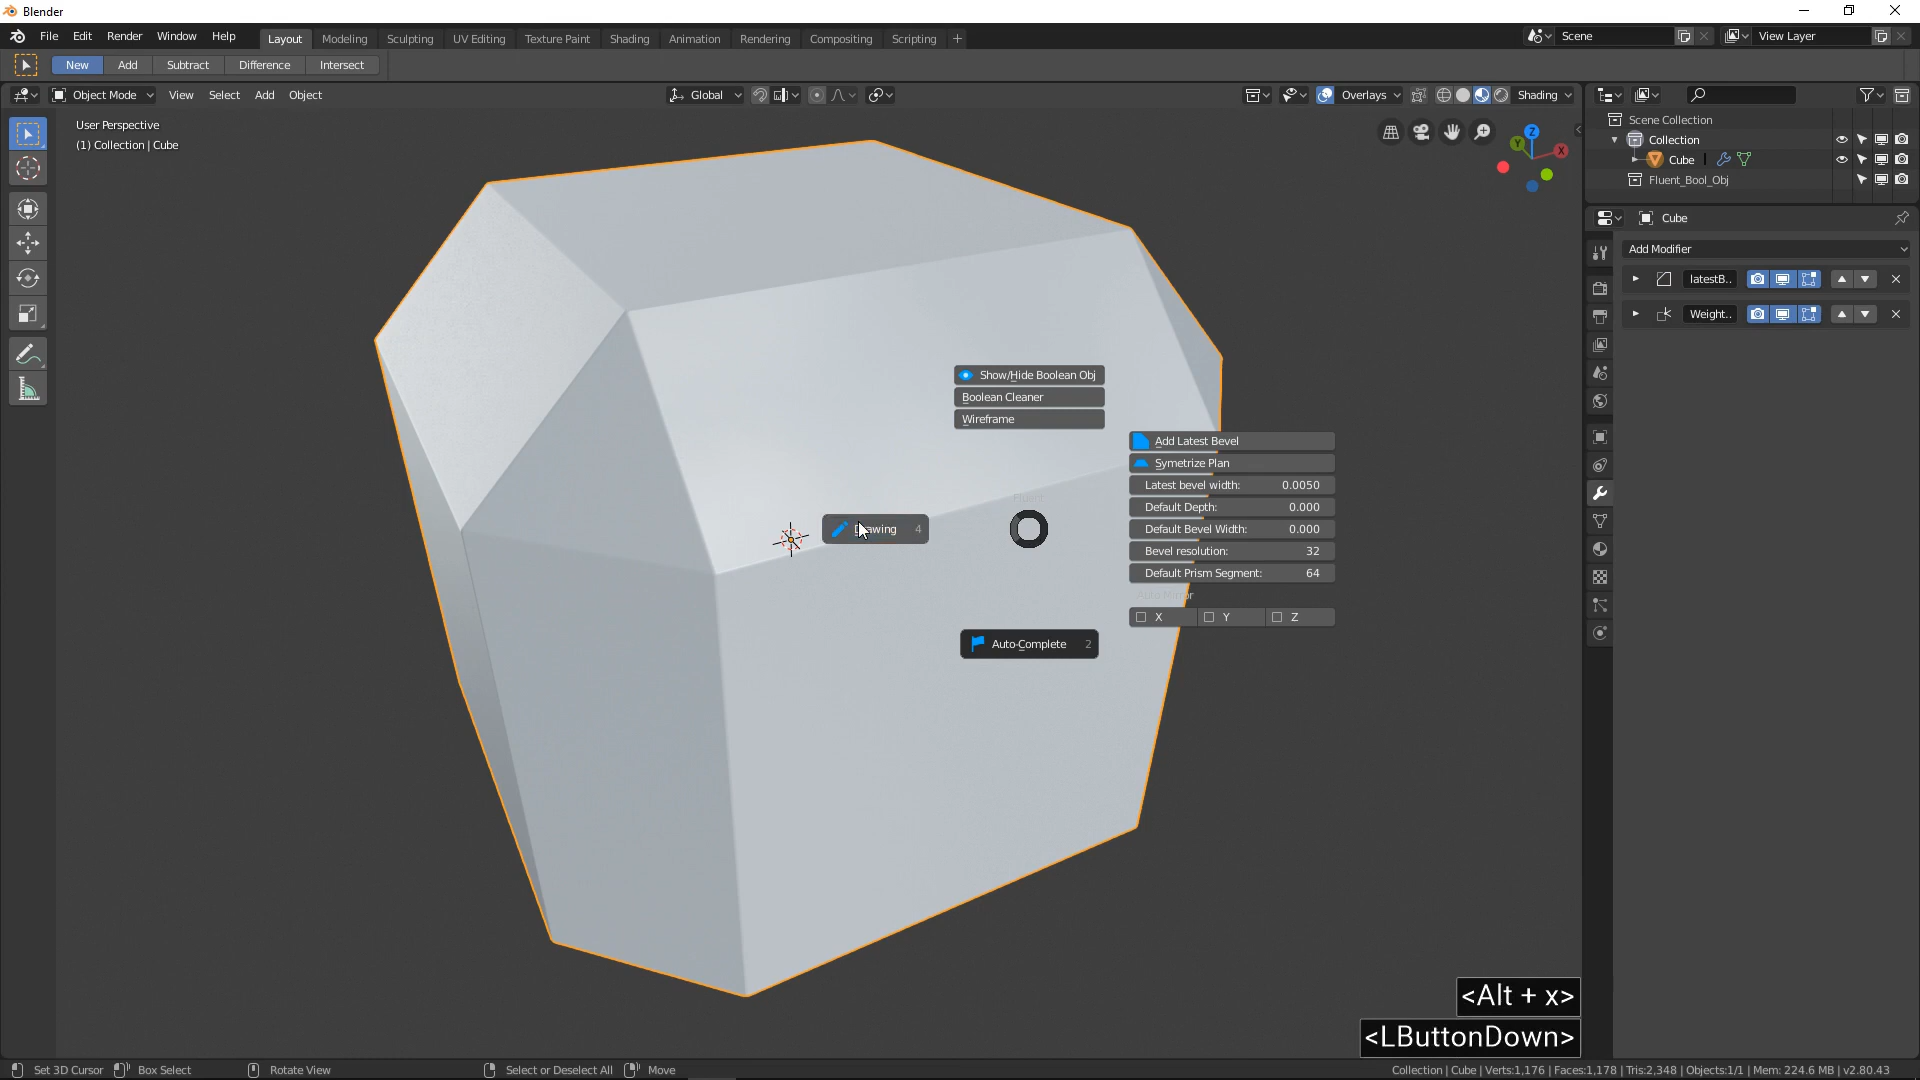 Blender
File Edit Render Window Help Layout Modeling Sculpting UV Editing Texture Paint Shading Animation Rendering Compositing Scripting + Scene View Layer
New Add Subtract Difference Intersect
Object Mode View Select Add Object Global Overlays Shading
User Perspective
(1) Collection | Cube
Z
Y
X
Scene Collection
Collection
Cube
Fluent_Bool_Obj
Cube
Add Modifier
latestB..
Weight..
Show/Hide Boolean Obj
Boolean Cleaner
Wireframe
Add Latest Bevel
Symetrize Plan
Latest bevel width: 0.0050
Default Depth: 0.000
Default Bevel Width: 0.000
Bevel resolution: 32
Default Prism Segment: 64
Auto Mirror
X Y Z
Fluent
Drawing 4
Auto-Complete 2
<Alt + x>
<LButtonDown>
Set 3D Cursor Box Select Rotate View Select or Deselect All Move Collection | Cube | Verts:1,176 | Faces:1,178 | Tris:2,348 | Objects:1/1 | Mem: 224.6 MB | v2.80.43